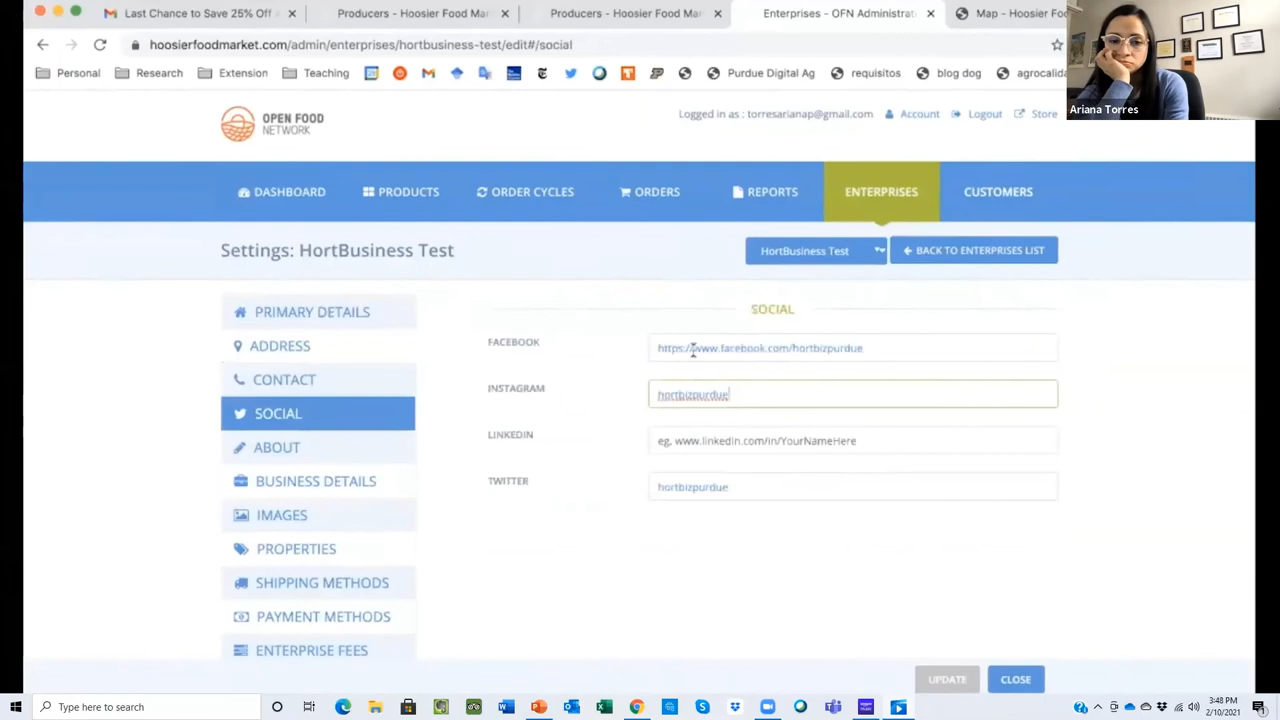 Last Chance to Save 25% Off
Producers - Hoosier Food Mar
Producers - Hoosier Food Mar
Enterprises - OFN Administrat
Map - Hoosier Fo
hoosierfoodmarket.com/admin/enterprises/hortbusiness-test/edit#/social
Personal
Research
Extension
Teaching
Purdue Digital Ag
requisitos
blog dog
agrocalida
Ariana Torres
OPEN FOOD
NETWORK
Logged in as : torresarianap@gmail.com
Account
Logout
Store
DASHBOARD
PRODUCTS
ORDER CYCLES
ORDERS
REPORTS
ENTERPRISES
CUSTOMERS
Settings: HortBusiness Test
HortBusiness Test
BACK TO ENTERPRISES LIST
PRIMARY DETAILS
ADDRESS
CONTACT
SOCIAL
ABOUT
BUSINESS DETAILS
IMAGES
PROPERTIES
SHIPPING METHODS
PAYMENT METHODS
ENTERPRISE FEES
SOCIAL
FACEBOOK
https://www.facebook.com/hortbizpurdue
INSTAGRAM
hortbizpurdue
LINKEDIN
eg. www.linkedin.com/in/YourNameHere
TWITTER
hortbizpurdue
UPDATE
CLOSE
Type here to search
3:48 PM
2/10/2021